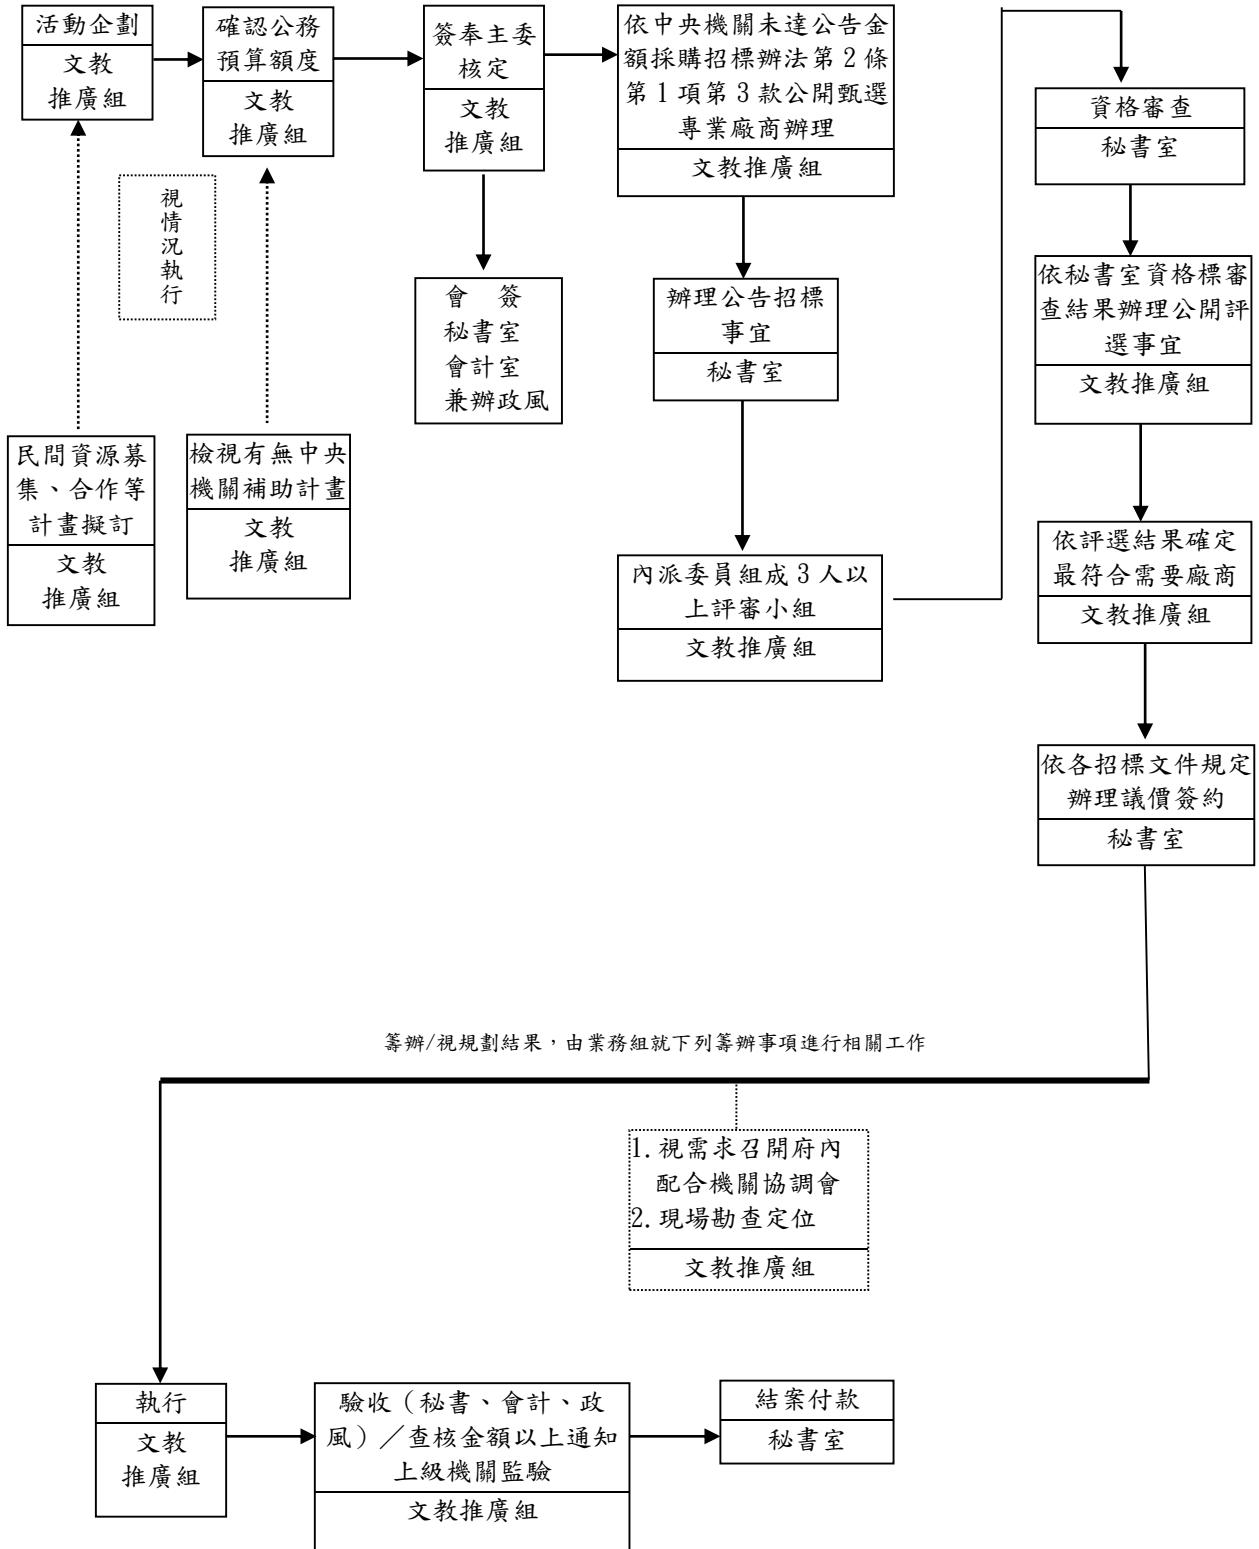 活動企劃
文教
推廣組
確認公務
預算額度
文教
推廣組
簽奉主委
核定
文教
推廣組
依中央機關未達公告金
額採購招標辦法第2條
第1項第3款公開甄選
專業廠商辦理
文教推廣組
資格審查
秘書室
視
情
況
執
行
會 簽
秘書室
會計室
兼辦政風
辦理公告招標
事宜
秘書室
依秘書室資格標審
查結果辦理公開評
選事宜
文教推廣組
民間資源募
集、合作等
計畫擬訂
文教
推廣組
檢視有無中央
機關補助計畫
文教
推廣組
內派委員組成3人以
上評審小組
文教推廣組
依評選結果確定
最符合需要廠商
文教推廣組
依各招標文件規定
辦理議價簽約
秘書室
籌辦/視規劃結果,由業務組就下列籌辦事項進行相關工作
1.視需求召開府內
配合機關協調會
2.現場勘查定位
文教推廣組
執行
文教
推廣組
驗收(秘書、會計、政
風)/查核金額以上通知
上級機關監驗
文教推廣組
結案付款
秘書室